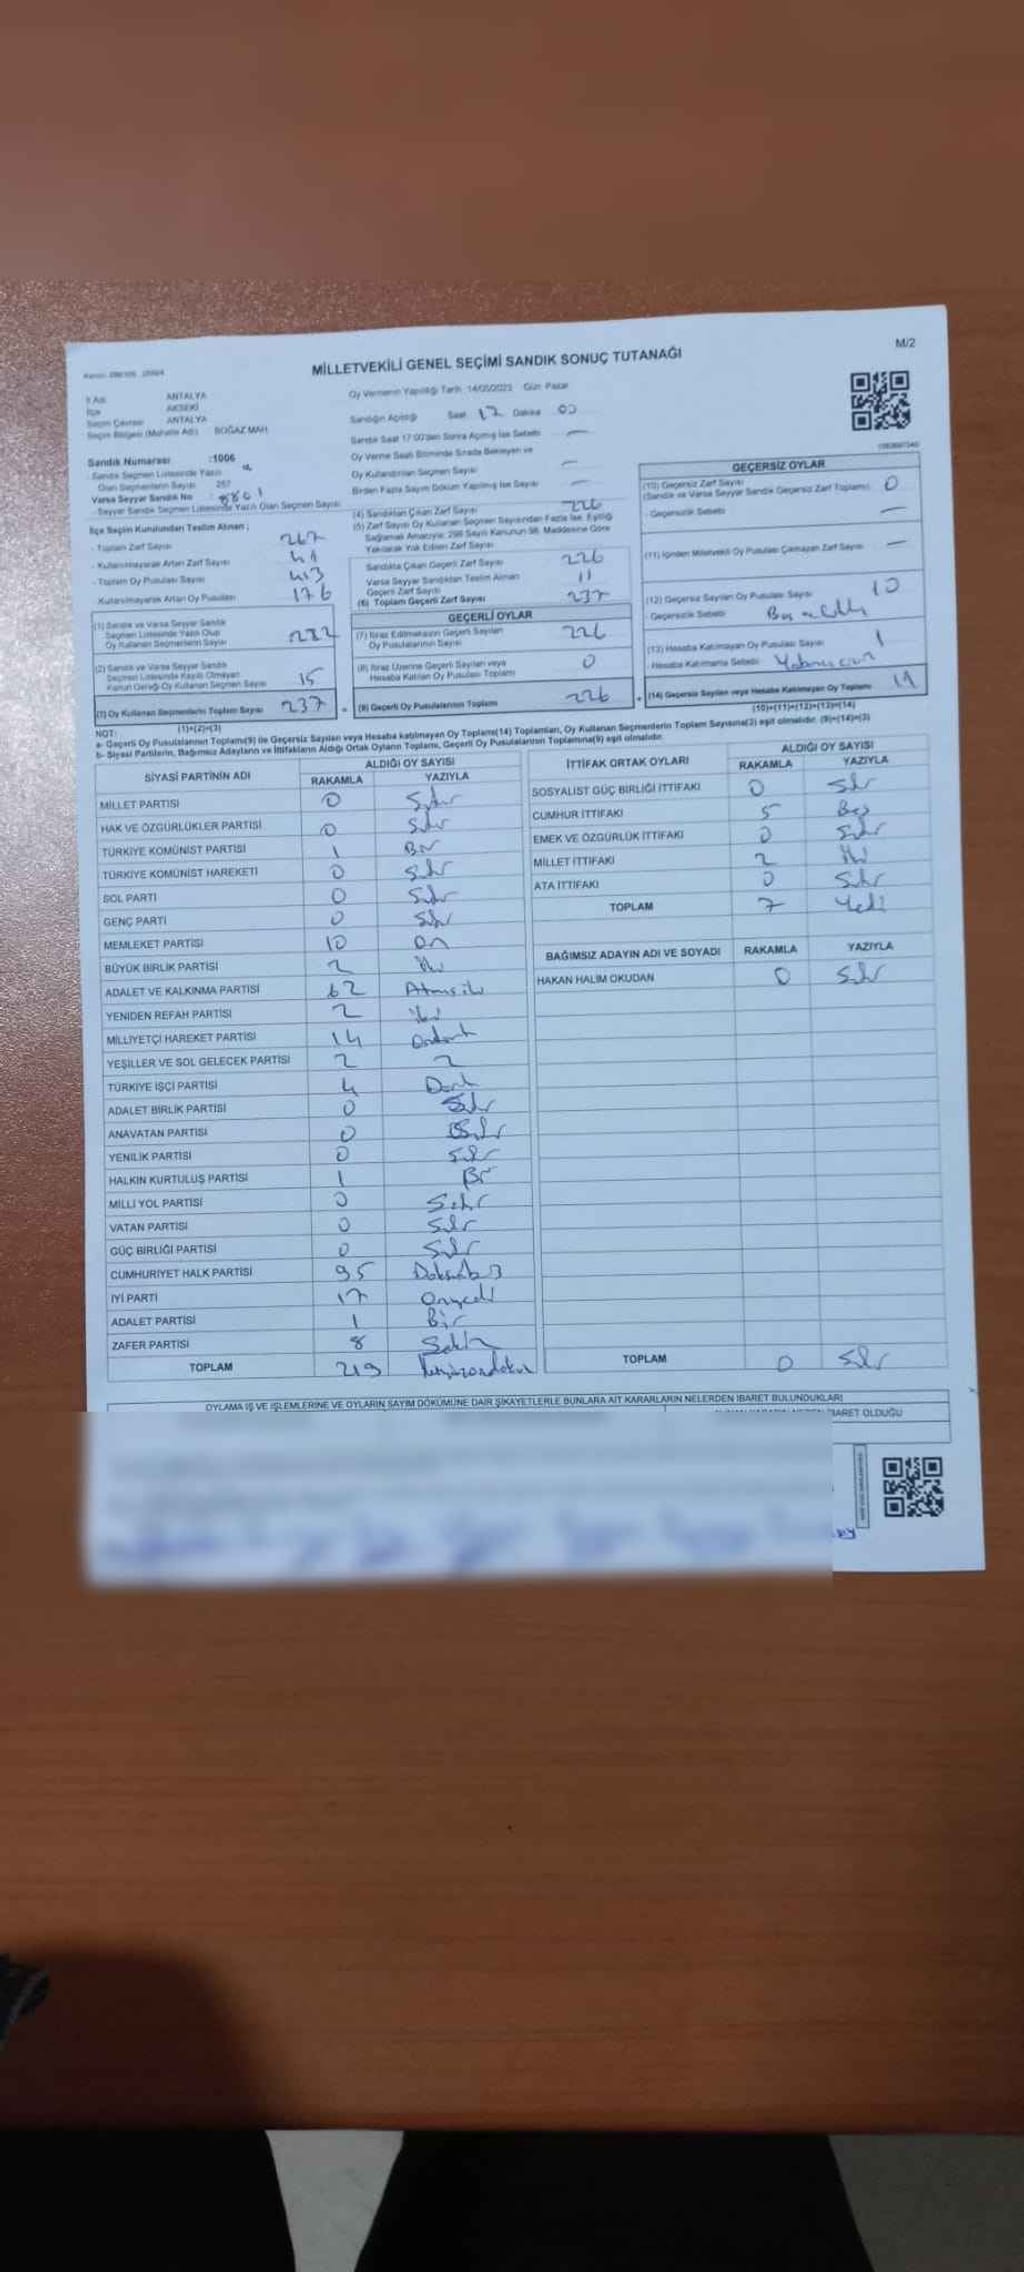 MİLLETVEKİLİ GENEL SEÇİMİ SANDIK SONUÇ TUTANAĞI
M/2
İl Adı ANTALYA
İlçe AKSEKİ
Seçim Çevresi ANTALYA
Seçim Bölgesi (Mahalle Adı) BOĞAZ MAH.
Sandık Numarası :1006
Sandık Seçmen Listesinde Yazılı
Olan Seçmenlerin Sayısı 257
Varsa Seyyar Sandık No : 8801
Seyyar Sandık Seçmen Listesinde Yazılı Olan Seçmen Sayısı
İlçe Seçim Kurulundan Teslim Alınan ;
- Toplam Zarf Sayısı 267
- Kullanılmayarak Artan Zarf Sayısı 41
- Toplam Oy Pusulası Sayısı 413
- Kullanılmayarak Artan Oy Pusulası 176
(1) Sandık ve Varsa Seyyar Sandık
Seçmen Listesinde Yazılı Olup
Oy Kullanan Seçmenlerin Sayısı 222
(2) Sandık ve Varsa Seyyar Sandık
Seçmen Listesinde Kayıtlı Olmayan
Kanun Gereği Oy Kullanan Seçmen Sayısı 15
(3) Oy Kullanan Seçmenlerin Toplam Sayısı 237
(1)+(2)=(3)
Oy Vermenin Yapıldığı Tarih 14/05/2023 Gün: Pazar
Sandığın Açılışı Saat 17 Dakika 00
Sandık Saat 17:00'den Sonra Açılmış İse Sebebi —
Oy Verme Saati Bitiminde Sırada Bekleyen ve
Oy Kullandırılan Seçmen Sayısı —
Birden Fazla Sayım Döküm Yapılmış İse Sayısı —
(4) Sandıktan Çıkan Zarf Sayısı 226
(5) Zarf Sayısı Oy Kullanan Seçmen Sayısından Fazla İse, Eşitliği
Sağlamak Amacıyla, 298 Sayılı Kanunun 98. Maddesine Göre
Yakılarak Yok Edilen Zarf Sayısı
Sandıkta Çıkan Geçerli Zarf Sayısı 226
Varsa Seyyar Sandıktan Teslim Alınan
Geçerli Zarf Sayısı 11
(6) Toplam Geçerli Zarf Sayısı 237
GEÇERLİ OYLAR
(7) İtiraz Edilmeksizin Geçerli Sayılan
Oy Pusulalarının Sayısı 226
(8) İtiraz Üzerine Geçerli Sayılan veya
Hesaba Katılan Oy Pusulası Toplamı 0
(9) Geçerli Oy Pusulalarının Toplamı 226
GEÇERSİZ OYLAR
(10) Geçersiz Zarf Sayısı
(Sandık ve Varsa Seyyar Sandık Geçersiz Zarf Toplamı) 0
- Geçersizlik Sebebi —
(11) İçinden Milletvekili Oy Pusulası Çıkmayan Zarf Sayısı —
(12) Geçersiz Sayılan Oy Pusulası Sayısı 10
- Geçersizlik Sebebi
(13) Hesaba Katılmayan Oy Pusulası Sayısı 1
- Hesaba Katılmama Sebebi
(14) Geçersiz Sayılan veya Hesaba Katılmayan Oy Toplamı 11
(10)+(11)+(12)+(13)=(14)
NOT:
a- Geçerli Oy Pusulalarının Toplamı(9) ile Geçersiz Sayılan veya Hesaba katılmayan Oy Toplamı(14) Toplamları, Oy Kullanan Seçmenlerin Toplam Sayısına(3) eşit olmalıdır. (9)+(14)=(3)
b- Siyasi Partilerin, Bağımsız Adayların ve İttifakların Aldığı Ortak Oyların Toplamı, Geçerli Oy Pusulalarının Toplamına(9) eşit olmalıdır.
SİYASİ PARTİNİN ADI ALDIĞI OY SAYISI
RAKAMLA YAZIYLA
MİLLET PARTİSİ 0 Sıfır
HAK VE ÖZGÜRLÜKLER PARTİSİ 0 Sıfır
TÜRKİYE KOMÜNİST PARTİSİ 1 Bir
TÜRKİYE KOMÜNİST HAREKETİ 0 Sıfır
SOL PARTİ 0 Sıfır
GENÇ PARTİ 0 Sıfır
MEMLEKET PARTİSİ 10 On
BÜYÜK BİRLİK PARTİSİ 2 İki
ADALET VE KALKINMA PARTİSİ 62 Atmışiki
YENİDEN REFAH PARTİSİ 2 iki
MİLLİYETÇİ HAREKET PARTİSİ 14 Ondört
YEŞİLLER VE SOL GELECEK PARTİSİ 2 2
TÜRKİYE İŞÇİ PARTİSİ 4 Dört
ADALET BİRLİK PARTİSİ 0 Sıfır
ANAVATAN PARTİSİ 0 Sıfır
YENİLİK PARTİSİ 0 Sıfır
HALKIN KURTULUŞ PARTİSİ 1 Bir
MİLLİ YOL PARTİSİ 0 Sıfır
VATAN PARTİSİ 0 Sıfır
GÜÇ BİRLİĞİ PARTİSİ 0 Sıfır
CUMHURİYET HALK PARTİSİ 95 Doksanbeş
İYİ PARTİ 17 Onyedi
ADALET PARTİSİ 1 Bir
ZAFER PARTİSİ 8 Sekiz
TOPLAM 219 İkiyüzondokuz
İTTİFAK ORTAK OYLARI ALDIĞI OY SAYISI
RAKAMLA YAZIYLA
SOSYALİST GÜÇ BİRLİĞİ İTTİFAKI 0 Sıfır
CUMHUR İTTİFAKI 5 Beş
EMEK VE ÖZGÜRLÜK İTTİFAKI 0 Sıfır
MİLLET İTTİFAKI 2 İki
ATA İTTİFAKI 0 Sıfır
TOPLAM 7 Yedi
BAĞIMSIZ ADAYIN ADI VE SOYADI RAKAMLA YAZIYLA
HAKAN HALİM OKUDAN 0 Sıfır
TOPLAM 0 Sıfır
OYLAMA İŞ VE İŞLEMLERİNE VE OYLARIN SAYIM DÖKÜMÜNE DAİR ŞİKAYETLERLE BUNLARA AİT KARARLARIN NELERDEN İBARET BULUNDUKLARI
İBARET OLDUĞU